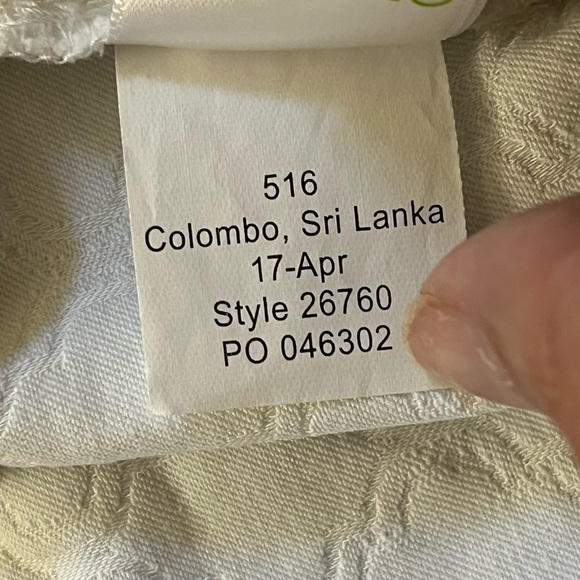 516
Colombo, Sri Lanka
17-Apr
Style 26760
PO 046302